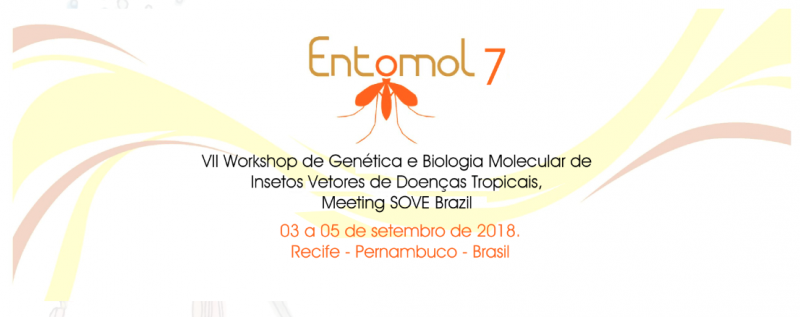 Entomol 7
VII Workshop de Genética e Biologia Molecular de
Insetos Vetores de Doenças Tropicais,
Meeting SOVE Brazil
03 a 05 de setembro de 2018.
Recife - Pernambuco - Brasil